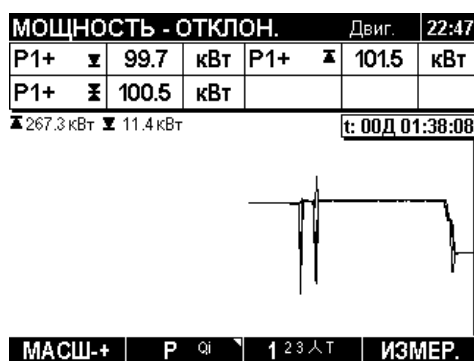 МОЩНОСТЬ - ОТКЛОН. Двиг. 22:47
P1+ 99.7 кВт P1+ 101.5 кВт
P1+ 100.5 кВт
267.3 кВт 11.4 кВт t: 00Д 01:38:08
МАСШ-+ P Qi 1 2 3 人 T ИЗМЕР.